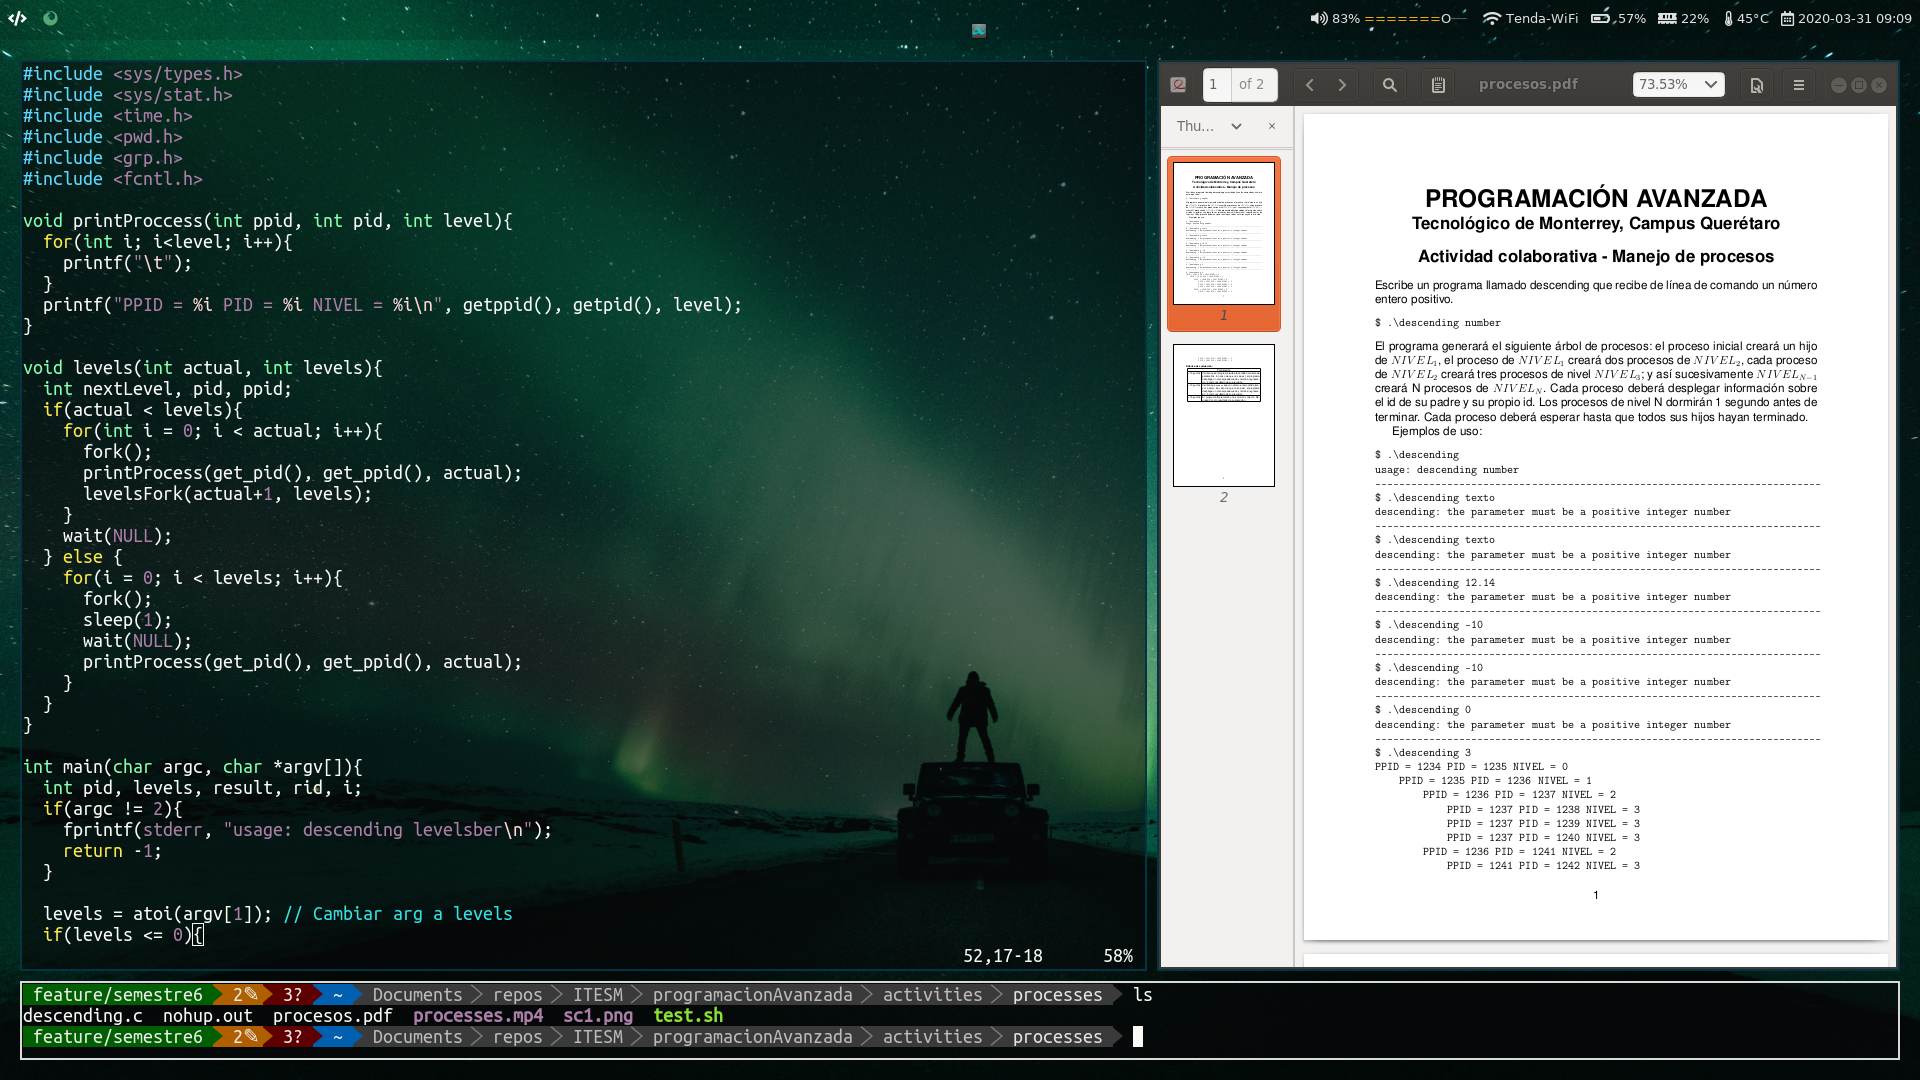 83% =======O— Tenda-WiFi 57% 22% 45°C 2020-03-31 09:09
#include <sys/types.h>
#include <sys/stat.h>
#include <time.h>
#include <pwd.h>
#include <grp.h>
#include <fcntl.h>
void printProccess(int ppid, int pid, int level){
  for(int i; i<level; i++){
    printf("\t");
  }
  printf("PPID = %i PID = %i NIVEL = %i\n", getppid(), getpid(), level);
}
void levels(int actual, int levels){
  int nextLevel, pid, ppid;
  if(actual < levels){
    for(int i = 0; i < actual; i++){
      fork();
      printProcess(get_pid(), get_ppid(), actual);
      levelsFork(actual+1, levels);
    }
    wait(NULL);
  } else {
    for(i = 0; i < levels; i++){
      fork();
      sleep(1);
      wait(NULL);
      printProcess(get_pid(), get_ppid(), actual);
    }
  }
}
int main(char argc, char *argv[]){
  int pid, levels, result, rid, i;
  if(argc != 2){
    fprintf(stderr, "usage: descending levelsber\n");
    return -1;
  }
  levels = atoi(argv[1]); // Cambiar arg a levels
  if(levels <= 0){
52,17-18 58%
1 of 2 procesos.pdf 73.53%
Thu...
1
2
PROGRAMACIÓN AVANZADA
Tecnológico de Monterrey, Campus Querétaro
Actividad colaborativa - Manejo de procesos
Escribe un programa llamado descending que recibe de línea de comando un número
entero positivo.
$ .\descending number
El programa generará el siguiente árbol de procesos: el proceso inicial creará un hijo
de NIVEL₁, el proceso de NIVEL₁ creará dos procesos de NIVEL₂, cada proceso
de NIVEL₂ creará tres procesos de nivel NIVEL₃; y así sucesivamente NIVEL_N−1
creará N procesos de NIVEL_N. Cada proceso deberá desplegar información sobre
el id de su padre y su propio id. Los procesos de nivel N dormirán 1 segundo antes de
terminar. Cada proceso deberá esperar hasta que todos sus hijos hayan terminado.
Ejemplos de uso:
$ .\descending
usage: descending number
--------------------------------------------------------------------------
$ .\descending texto
descending: the parameter must be a positive integer number
--------------------------------------------------------------------------
$ .\descending texto
descending: the parameter must be a positive integer number
--------------------------------------------------------------------------
$ .\descending 12.14
descending: the parameter must be a positive integer number
--------------------------------------------------------------------------
$ .\descending -10
descending: the parameter must be a positive integer number
--------------------------------------------------------------------------
$ .\descending -10
descending: the parameter must be a positive integer number
--------------------------------------------------------------------------
$ .\descending 0
descending: the parameter must be a positive integer number
--------------------------------------------------------------------------
$ .\descending 3
PPID = 1234 PID = 1235 NIVEL = 0
    PPID = 1235 PID = 1236 NIVEL = 1
        PPID = 1236 PID = 1237 NIVEL = 2
            PPID = 1237 PID = 1238 NIVEL = 3
            PPID = 1237 PID = 1239 NIVEL = 3
            PPID = 1237 PID = 1240 NIVEL = 3
        PPID = 1236 PID = 1241 NIVEL = 2
            PPID = 1241 PID = 1242 NIVEL = 3
1
feature/semestre6 2✎ 3? ~ Documents repos ITESM programacionAvanzada activities processes ls
descending.c nohup.out procesos.pdf processes.mp4 sc1.png test.sh
feature/semestre6 2✎ 3? ~ Documents repos ITESM programacionAvanzada activities processes